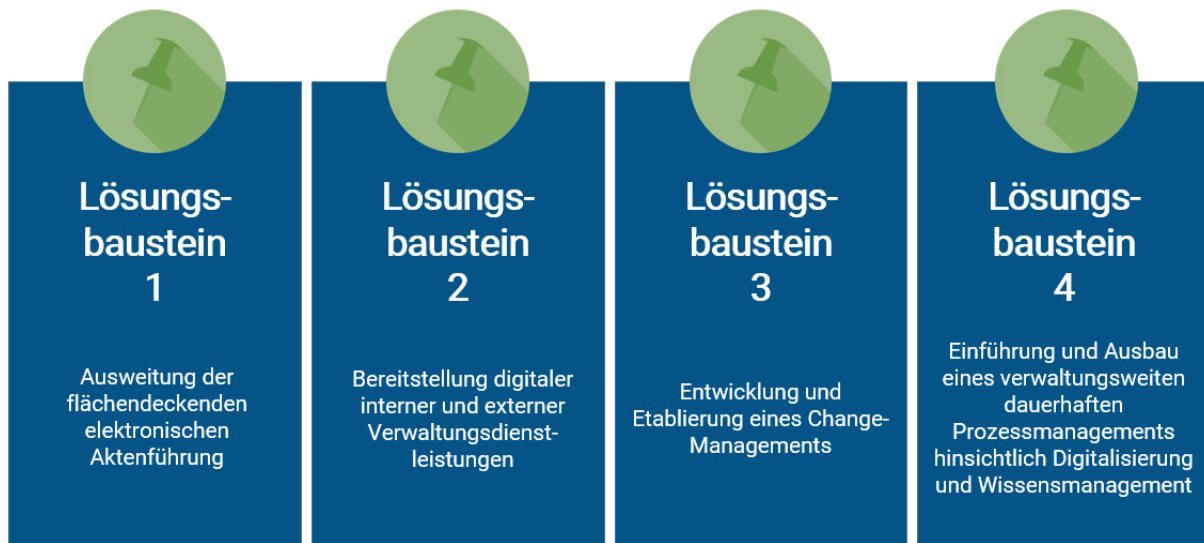 Lösungs-
baustein
1
Ausweitung der
flächendeckenden
elektronischen
Aktenführung
Lösungs-
baustein
2
Bereitstellung digitaler
interner und externer
Verwaltungsdienst-
leistungen
Lösungs-
baustein
3
Entwicklung und
Etablierung eines Change-
Managements
Lösungs-
baustein
4
Einführung und Ausbau
eines verwaltungsweiten
dauerhaften
Prozessmanagements
hinsichtlich Digitalisierung
und Wissensmanagement